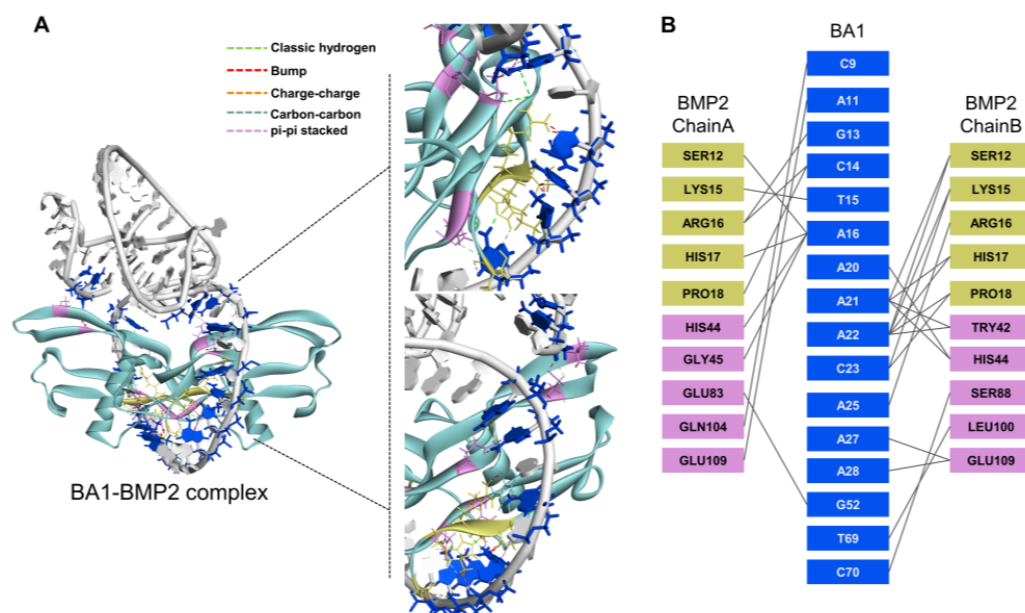 A
Classic hydrogen
Bump
Charge-charge
Carbon-carbon
pi-pi stacked
BA1-BMP2 complex
B
BA1
BMP2
ChainA
SER12
LYS15
ARG16
HIS17
PRO18
HIS44
GLY45
GLU83
GLN104
GLU109
C9
A11
G13
C14
T15
A16
A20
A21
A22
C23
A25
A27
A28
G52
T69
C70
BMP2
ChainB
SER12
LYS15
ARG16
HIS17
PRO18
TRY42
HIS44
SER88
LEU100
GLU109